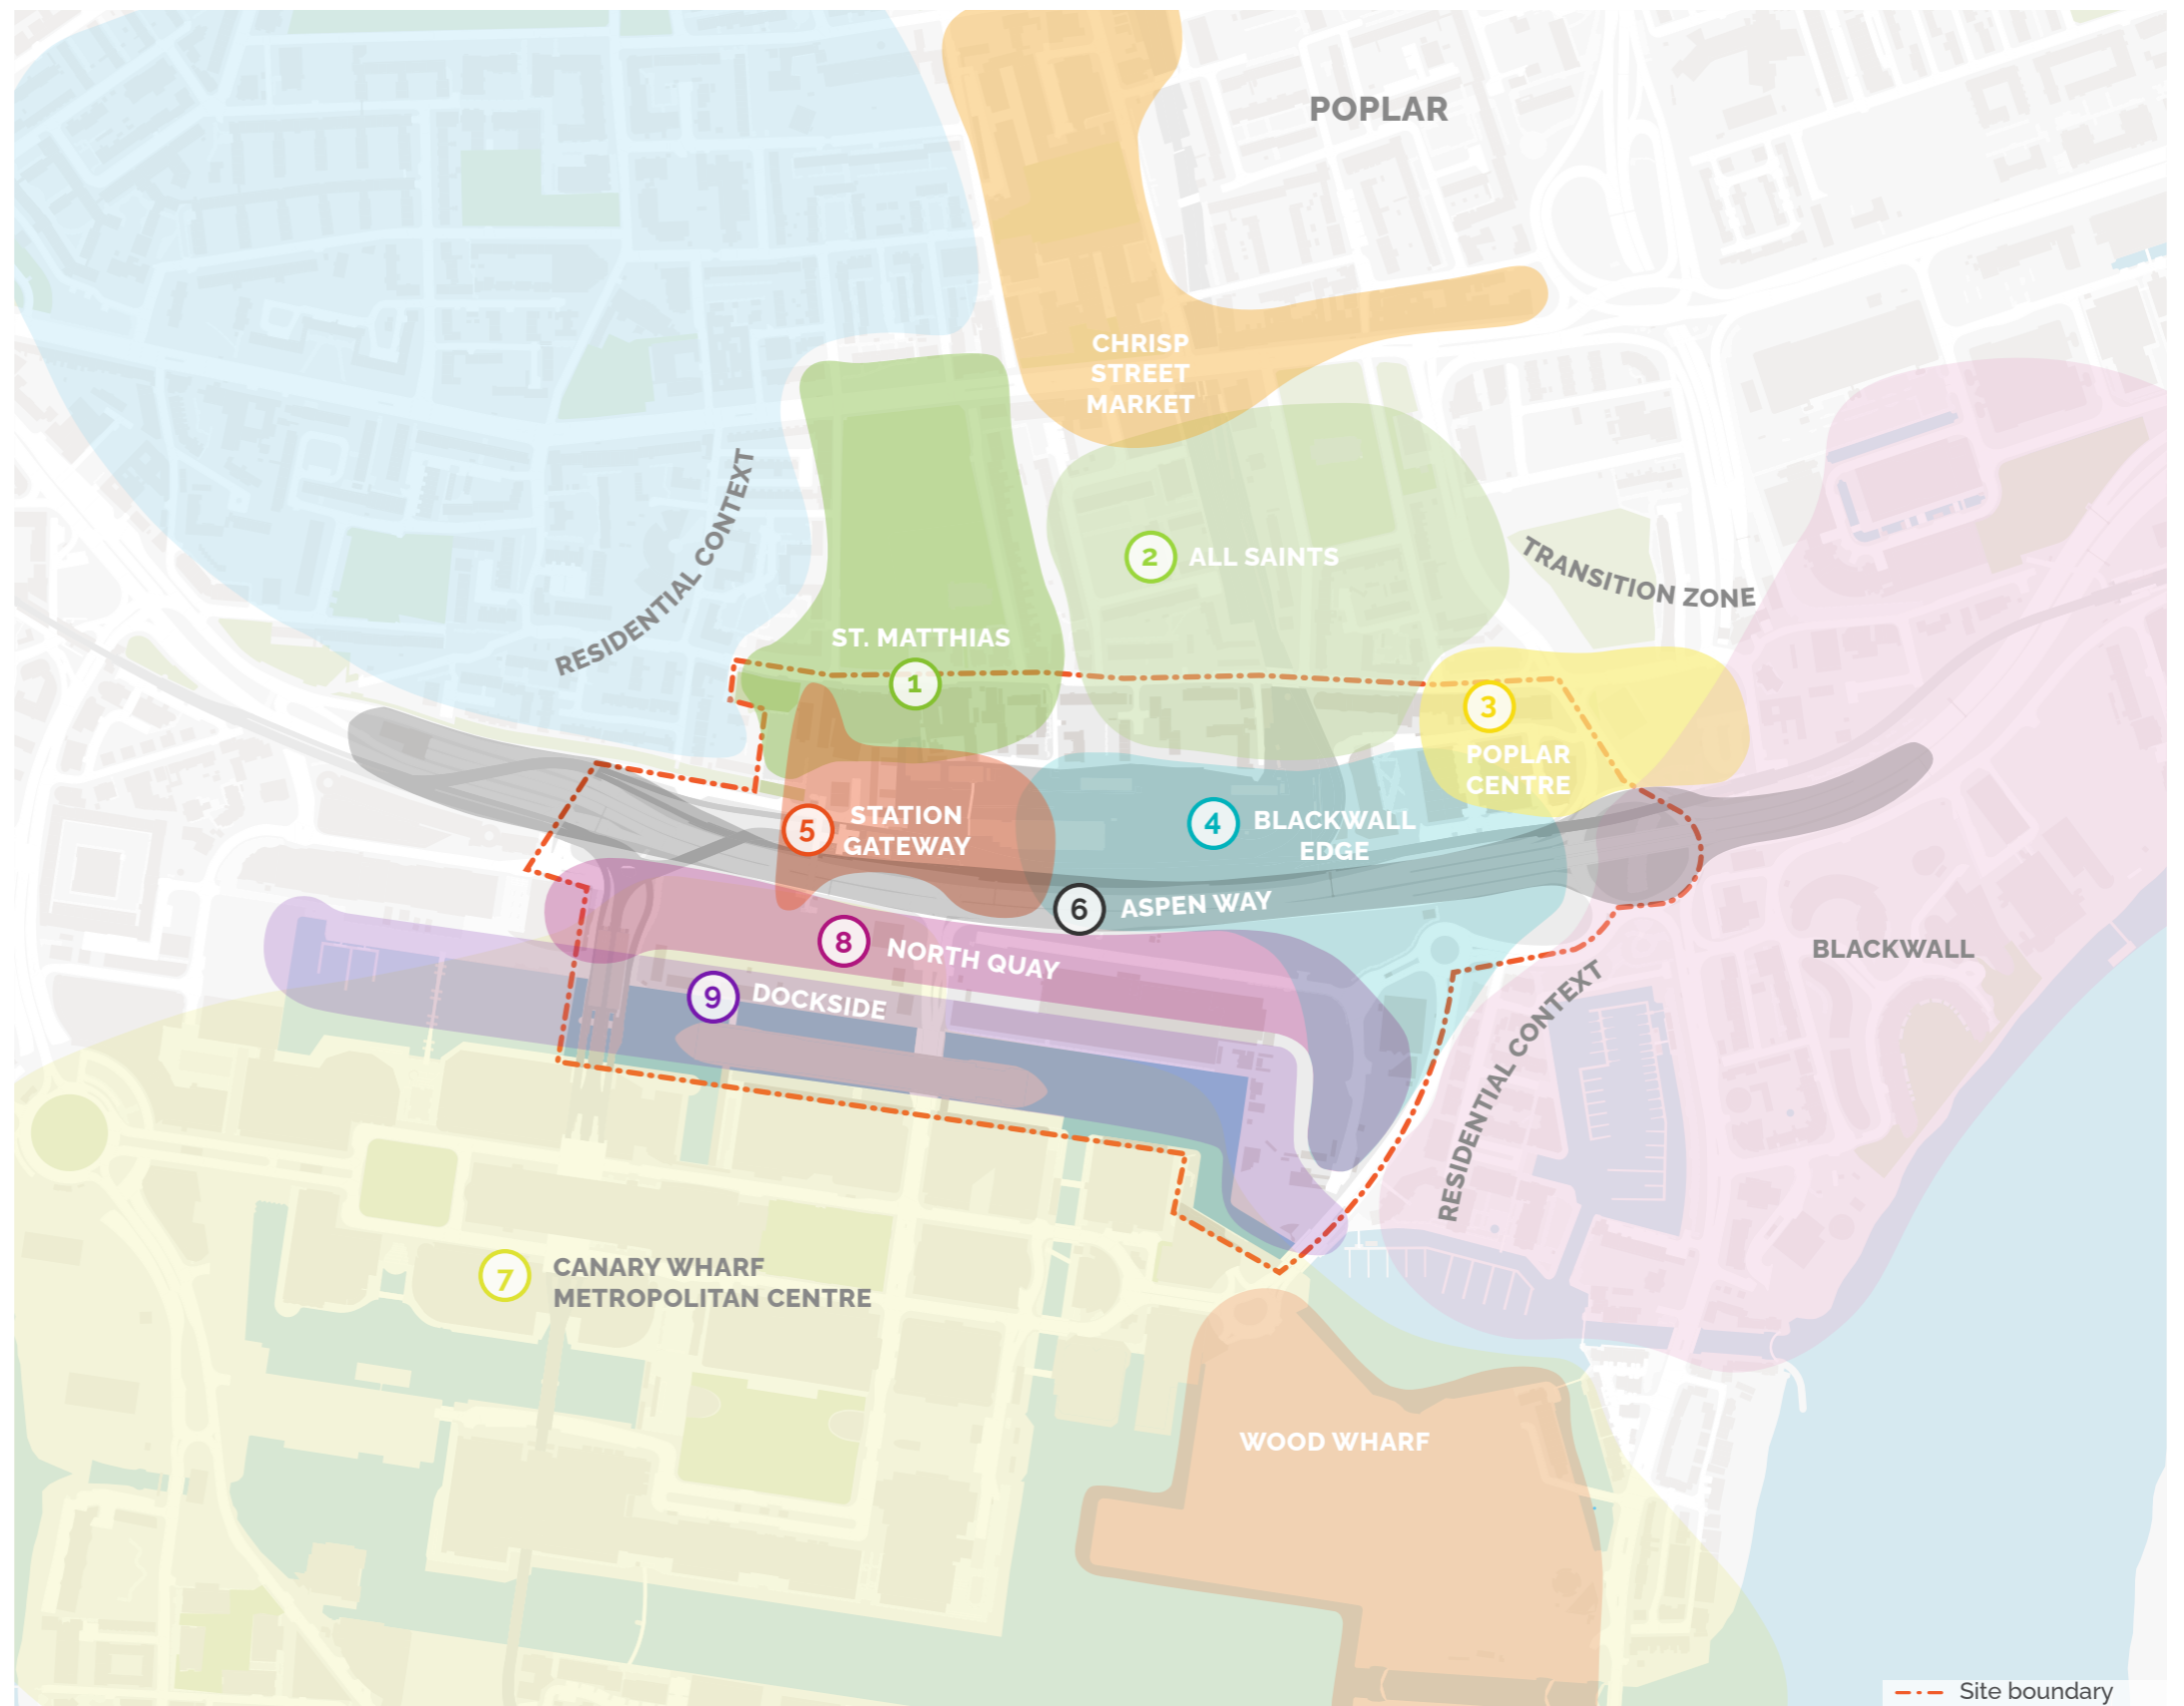 POPLAR
CHRISP
STREET
MARKET
RESIDENTIAL CONTEXT
2 ALL SAINTS
TRANSITION ZONE
ST. MATTHIAS
1
3
POPLAR
CENTRE
5 STATION
GATEWAY
4 BLACKWALL
EDGE
6 ASPEN WAY
8 NORTH QUAY
BLACKWALL
9 DOCKSIDE
RESIDENTIAL CONTEXT
7 CANARY WHARF
METROPOLITAN CENTRE
WOOD WHARF
Site boundary